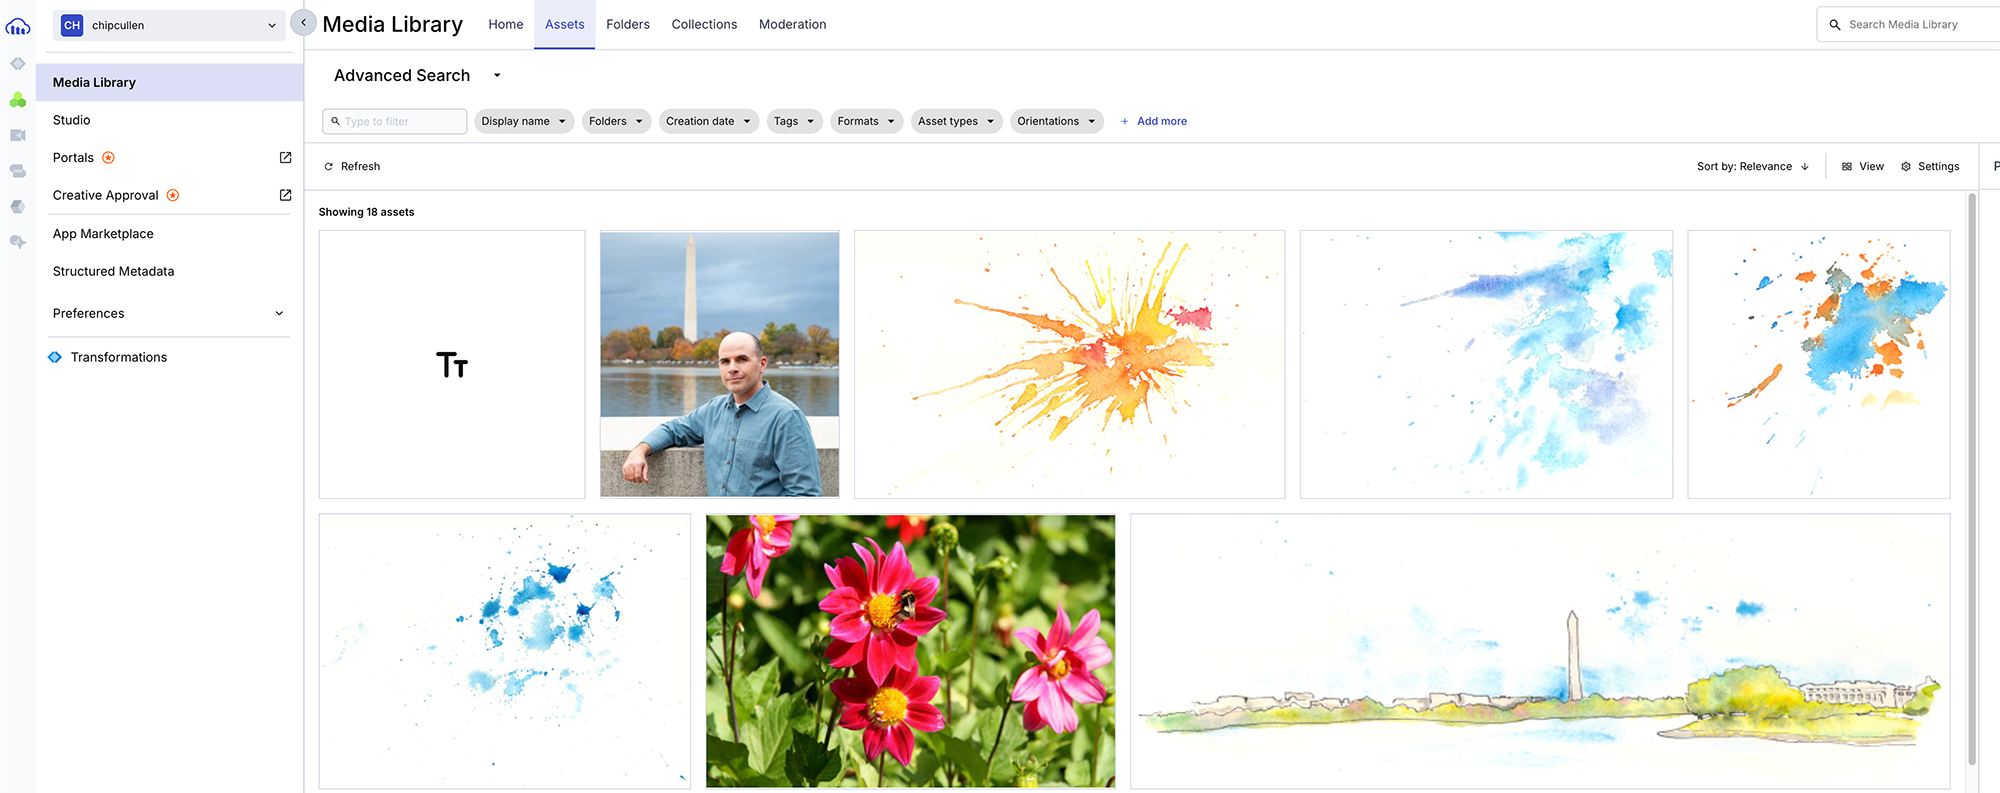 CH chipcullen
Media Library
Studio
Portals
Creative Approval
App Marketplace
Structured Metadata
Preferences
Transformations
Media Library Home Assets Folders Collections Moderation
Search Media Library
Advanced Search
Type to filter Display name Folders Creation date Tags Formats Asset types Orientations + Add more
Refresh Sort by: Relevance View Settings
Showing 18 assets
Tт